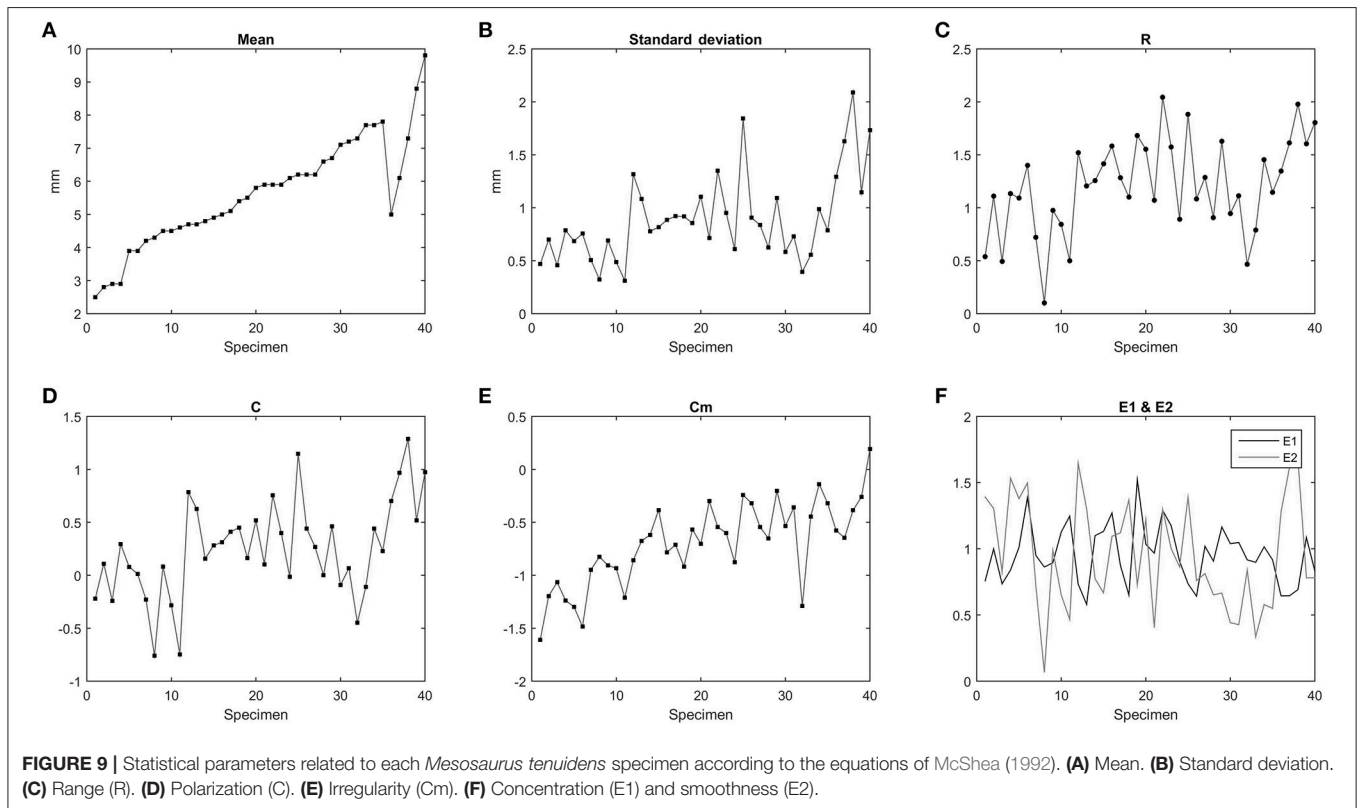 A
Mean
10
9
8
7
6
5
4
3
2
mm
0
10
20
30
40
Specimen
B
Standard deviation
2.5
2
1.5
1
0.5
0
mm
0
10
20
30
40
Specimen
C
R
2.5
2
1.5
1
0.5
0
0
10
20
30
40
Specimen
D
C
1.5
1
0.5
0
-0.5
-1
0
10
20
30
40
Specimen
E
Cm
0.5
0
-0.5
-1
-1.5
-2
0
10
20
30
40
Specimen
F
E1 & E2
2
1.5
1
0.5
0
E1
E2
0
10
20
30
40
Specimen
FIGURE 9 | Statistical parameters related to each Mesosaurus tenuidens specimen according to the equations of McShea (1992). (A) Mean. (B) Standard deviation.
(C) Range (R). (D) Polarization (C). (E) Irregularity (Cm). (F) Concentration (E1) and smoothness (E2).